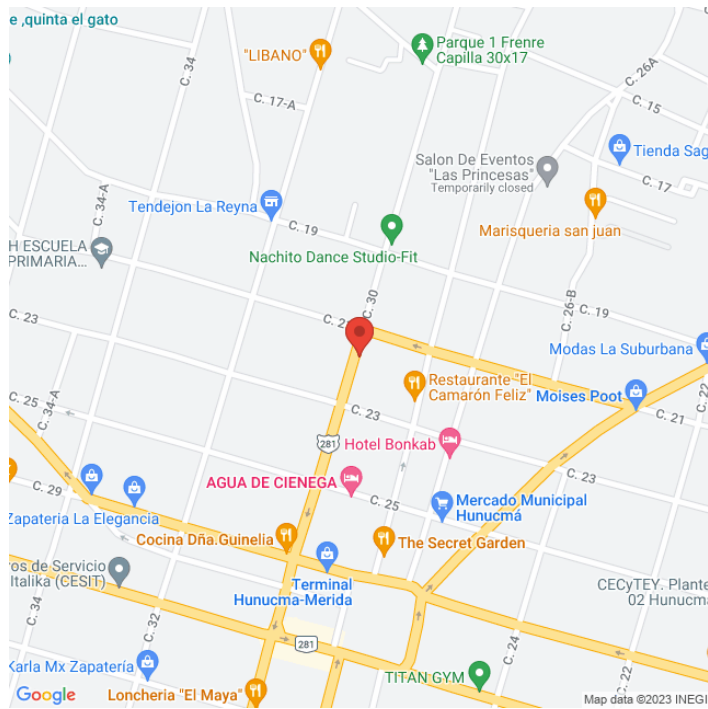 e ,quinta el gato
Parque 1 Frenre
Capilla 30x17
"LIBANO"
C. 34
C. 26A
C. 17-A
C. 15
Salon De Eventos
"Las Princesas"
Temporarily closed
Tienda Sag
C. 17
C. 34-A
Tendejon La Reyna
C. 19
Marisqueria san juan
H ESCUELA
PRIMARIA...
Nachito Dance Studio-Fit
C. 30
C. 26-B
C. 19
C. 23
C. 2
Modas La Suburbana
Restaurante "El
Camarón Feliz"
Moises Poot
C. 34-A
C. 23
C. 21
C. 25
281
Hotel Bonkab
C. 23
AGUA DE CIENEGA
C. 29
C. 25
Mercado Municipal
Hunucmá
Zapateria La Elegancia
Cocina Dña.Guinelia
The Secret Garden
ros de Servicio
Italika (CESIT)
Terminal
Hunucma-Merida
CECyTEY. Plante
02 Hunucma
C. 34
C. 32
281
C. 24
C. 22
Karla Mx Zapatería
TITAN GYM
Loncheria "El Maya"
Google
Map data ©2023 INEGI